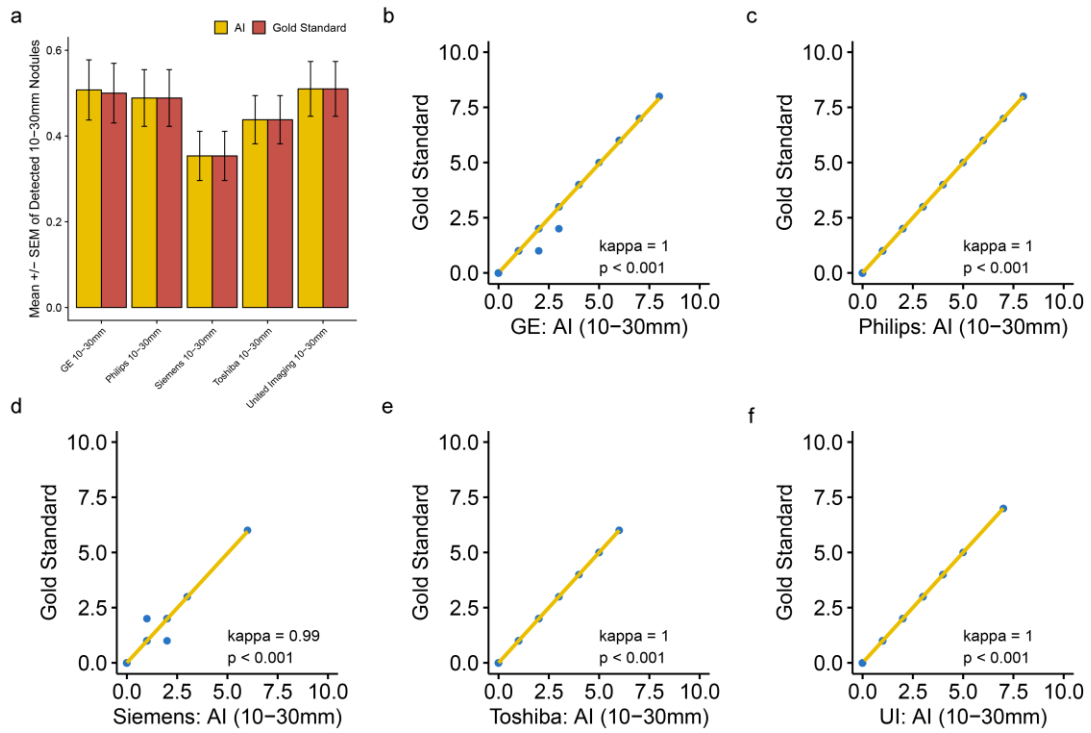 a
AI Gold Standard
Mean +/− SEM of Detected 10−30mm Nodules
0.6
0.4
0.2
0.0
GE 10−30mm
Philips 10−30mm
Siemens 10−30mm
Toshiba 10−30mm
United Imaging 10−30mm
b
Gold Standard
10.0
7.5
5.0
2.5
0.0
kappa = 1
p < 0.001
0.0 2.5 5.0 7.5 10.0
GE: AI (10−30mm)
c
Gold Standard
10.0
7.5
5.0
2.5
0.0
kappa = 1
p < 0.001
0.0 2.5 5.0 7.5 10.0
Philips: AI (10−30mm)
d
Gold Standard
10.0
7.5
5.0
2.5
0.0
kappa = 0.99
p < 0.001
0.0 2.5 5.0 7.5 10.0
Siemens: AI (10−30mm)
e
Gold Standard
10.0
7.5
5.0
2.5
0.0
kappa = 1
p < 0.001
0.0 2.5 5.0 7.5 10.0
Toshiba: AI (10−30mm)
f
Gold Standard
10.0
7.5
5.0
2.5
0.0
kappa = 1
p < 0.001
0.0 2.5 5.0 7.5 10.0
UI: AI (10−30mm)